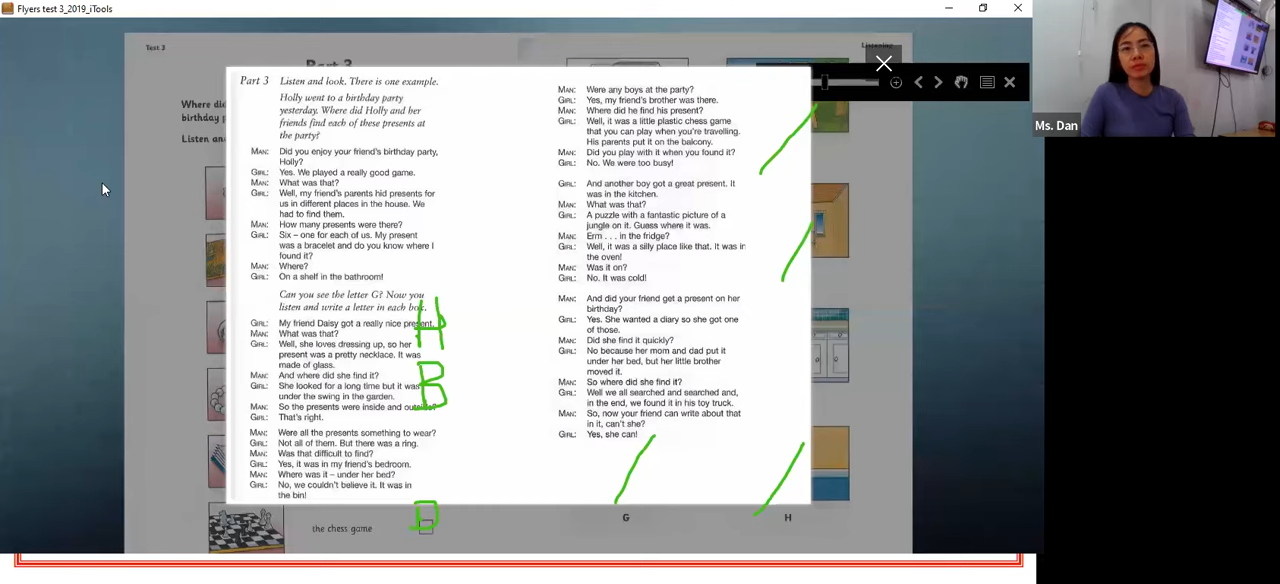 Flyers test 3_2019_iTools
Test 3
Listening
Part 3
Where did
birthday p
Listen an
Part 3 Listen and look. There is one example.
Holly went to a birthday party
yesterday. Where did Holly and her
friends find each of these presents at
the party?
MAN: Did you enjoy your friend's birthday party,
Holly?
GIRL: Yes. We played a really good game.
MAN: What was that?
GIRL: Well, my friend's parents hid presents for
us in different places in the house. We
had to find them.
MAN: How many presents were there?
GIRL: Six – one for each of us. My present
was a bracelet and do you know where I
found it?
MAN: Where?
GIRL: On a shelf in the bathroom!
Can you see the letter G? Now you
listen and write a letter in each box.
GIRL: My friend Daisy got a really nice present.
MAN: What was that?
GIRL: Well, she loves dressing up, so her
present was a pretty necklace. It was
made of glass.
MAN: And where did she find it?
GIRL: She looked for a long time but it was
under the swing in the garden.
MAN: So the presents were inside and outside?
GIRL: That's right.
MAN: Were all the presents something to wear?
GIRL: Not all of them. But there was a ring.
MAN: Was that difficult to find?
GIRL: Yes, it was in my friend's bedroom.
MAN: Where was it – under her bed?
GIRL: No, we couldn't believe it. It was in
the bin!
H
B
D
the chess game
MAN: Were any boys at the party?
GIRL: Yes, my friend's brother was there.
MAN: Where did he find his present?
GIRL: Well, it was a little plastic chess game
that you can play when you're travelling.
His parents put it on the balcony.
MAN: Did you play with it when you found it?
GIRL: No. We were too busy!
GIRL: And another boy got a great present. It
was in the kitchen.
MAN: What was that?
GIRL: A puzzle with a fantastic picture of a
jungle on it. Guess where it was.
MAN: Erm . . . in the fridge?
GIRL: Well, it was a silly place like that. It was in
the oven!
MAN: Was it on?
GIRL: No. It was cold!
MAN: And did your friend get a present on her
birthday?
GIRL: Yes. She wanted a diary so she got one
of those.
MAN: Did she find it quickly?
GIRL: No because her mom and dad put it
under her bed, but her little brother
moved it.
MAN: So where did she find it?
GIRL: Well we all searched and searched and,
in the end, we found it in his toy truck.
MAN: So, now your friend can write about that
in it, can't she?
GIRL: Yes, she can!
G
H
Ms. Dan